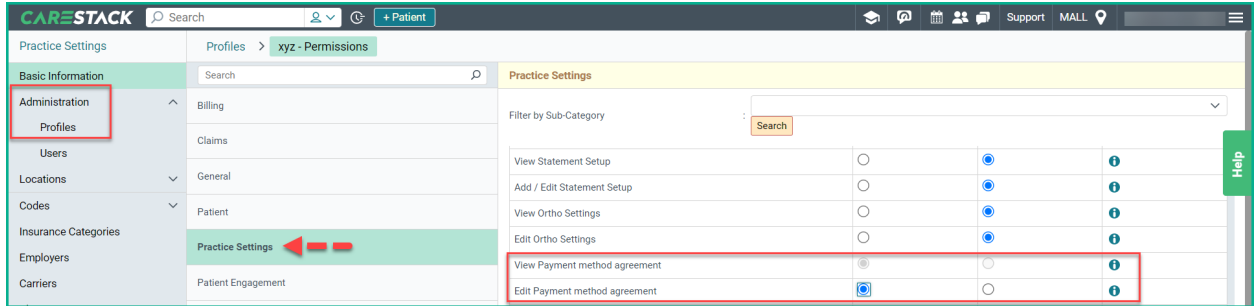 CARESTACK Search + Patient Support MALL
Practice Settings
Basic Information
Administration
Profiles
Users
Locations
Codes
Insurance Categories
Employers
Carriers
Profiles > xyz - Permissions
Search
Billing
Claims
General
Patient
Practice Settings
Patient Engagement
Practice Settings
Filter by Sub-Category :
Search
View Statement Setup
Add / Edit Statement Setup
View Ortho Settings
Edit Ortho Settings
View Payment method agreement
Edit Payment method agreement
Help